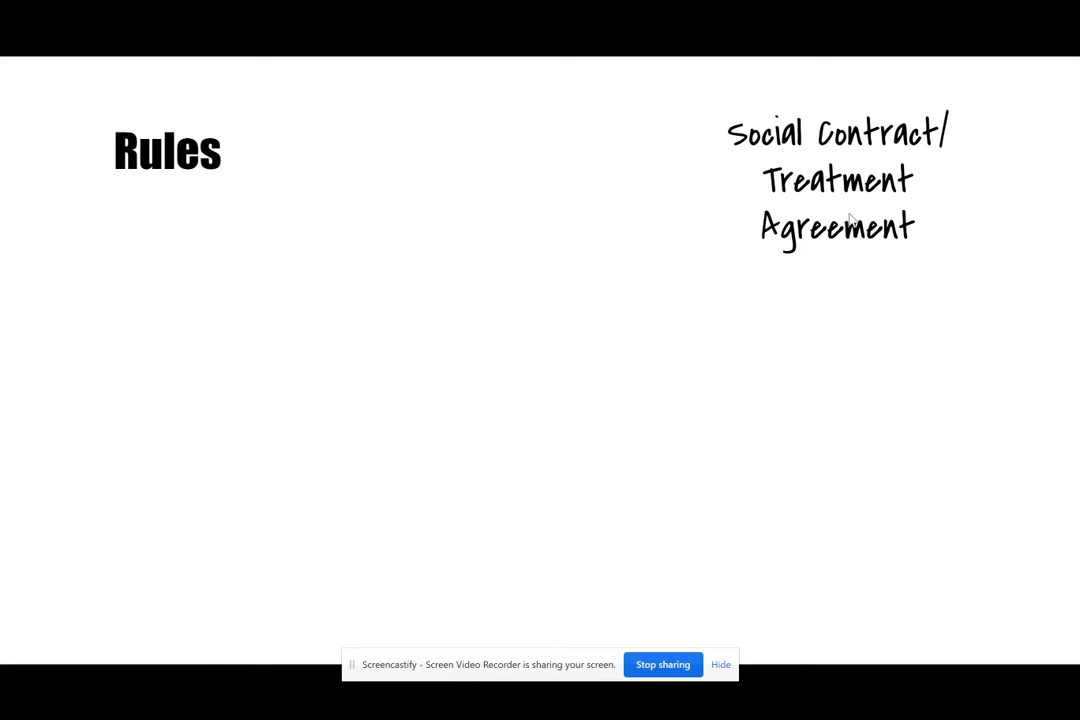 Rules
Social Contract/
Treatment
Agreement
Screencastify - Screen Video Recorder is sharing your screen.
Stop sharing
Hide